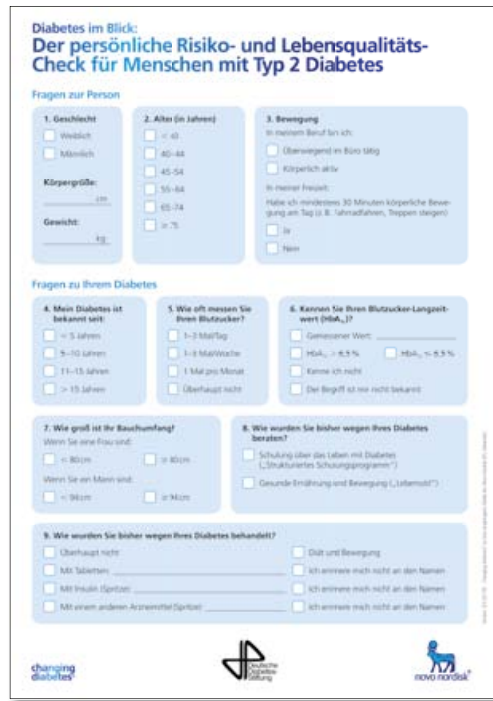 Diabetes im Blick:
Der persönliche Risiko- und Lebensqualitäts-
Check für Menschen mit Typ 2 Diabetes
Fragen zur Person
1. Geschlecht
Weiblich
Männlich
Körpergröße:
cm
Gewicht:
kg
2. Alter (in Jahren)
< 40
40–44
45–54
55–64
65–74
≥ 75
3. Bewegung
In meinem Beruf bin ich:
Überwiegend im Büro tätig
Körperlich aktiv
In meiner Freizeit:
Habe ich mindestens 30 Minuten körperliche Bewe-
gung am Tag (z. B. Fahrradfahren, Treppen steigen)
Ja
Nein
Fragen zu Ihrem Diabetes
4. Mein Diabetes ist
bekannt seit:
< 5 Jahren
5–10 Jahren
11–15 Jahren
> 15 Jahren
5. Wie oft messen Sie
Ihren Blutzucker?
1–3 Mal/Tag
1–3 Mal/Woche
1 Mal pro Monat
Überhaupt nicht
6. Kennen Sie Ihren Blutzucker-Langzeit-
wert (HbA1c)?
Gemessener Wert:
HbA1c > 6,5 % HbA1c ≤ 6,5 %
Kenne ich nicht
Der Begriff ist mir nicht bekannt
7. Wie groß ist Ihr Bauchumfang?
Wenn Sie eine Frau sind:
< 80 cm ≥ 80 cm
Wenn Sie ein Mann sind:
< 94 cm ≥ 94 cm
8. Wie wurden Sie bisher wegen Ihres Diabetes
beraten?
Schulung über das Leben mit Diabetes
(„Strukturiertes Schulungsprogramm“)
Gesunde Ernährung und Bewegung („Lebensstil“)
9. Wie wurden Sie bisher wegen Ihres Diabetes behandelt?
Überhaupt nicht Diät und Bewegung
Mit Tabletten: Ich erinnere mich nicht an den Namen
Mit Insulin (Spritze): Ich erinnere mich nicht an den Namen
Mit einem anderen Arzneimittel (Spritze): Ich erinnere mich nicht an den Namen
changing
diabetes
Deutsche
Diabetes
Stiftung
novo nordisk